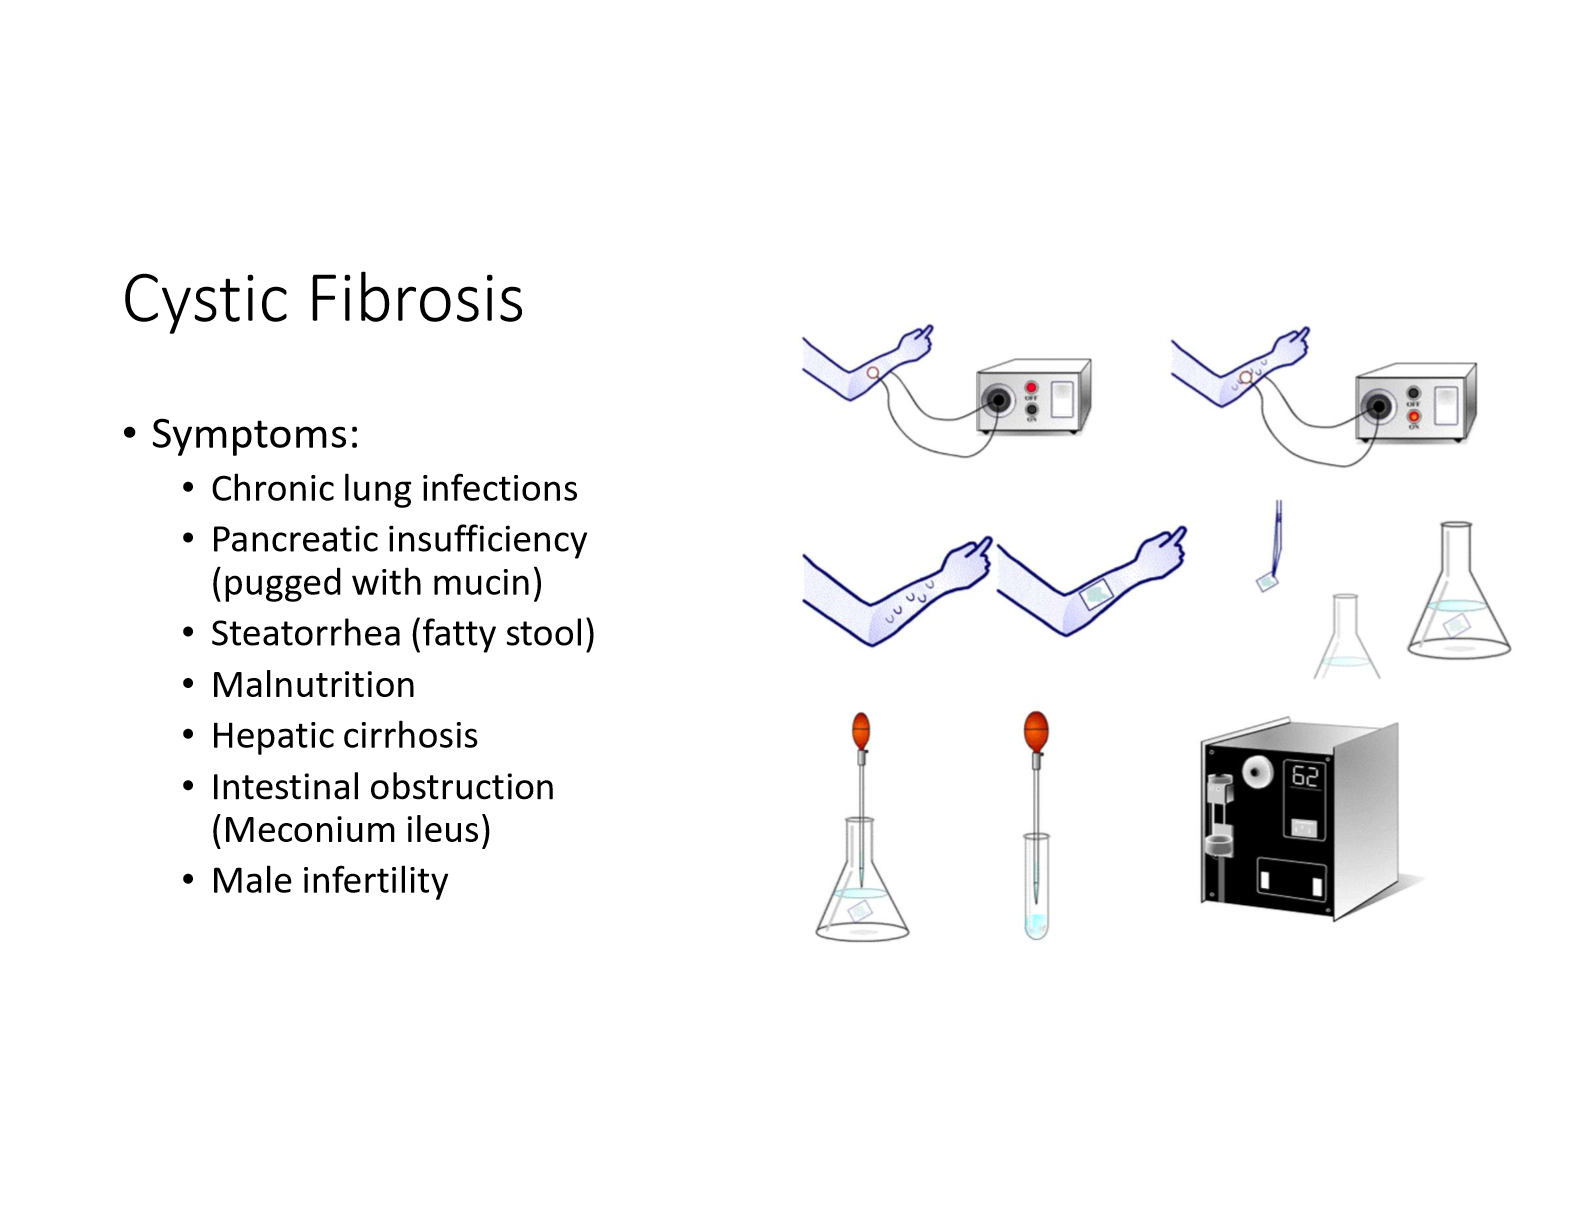 Cystic Fibrosis
• Symptoms:
• Chronic lung infections
• Pancreatic insufficiency
(pugged with mucin)
• Steatorrhea (fatty stool)
• Malnutrition
• Hepatic cirrhosis
• Intestinal obstruction
(Meconium ileus)
• Male infertility
OFF
ON
OFF
ON
62